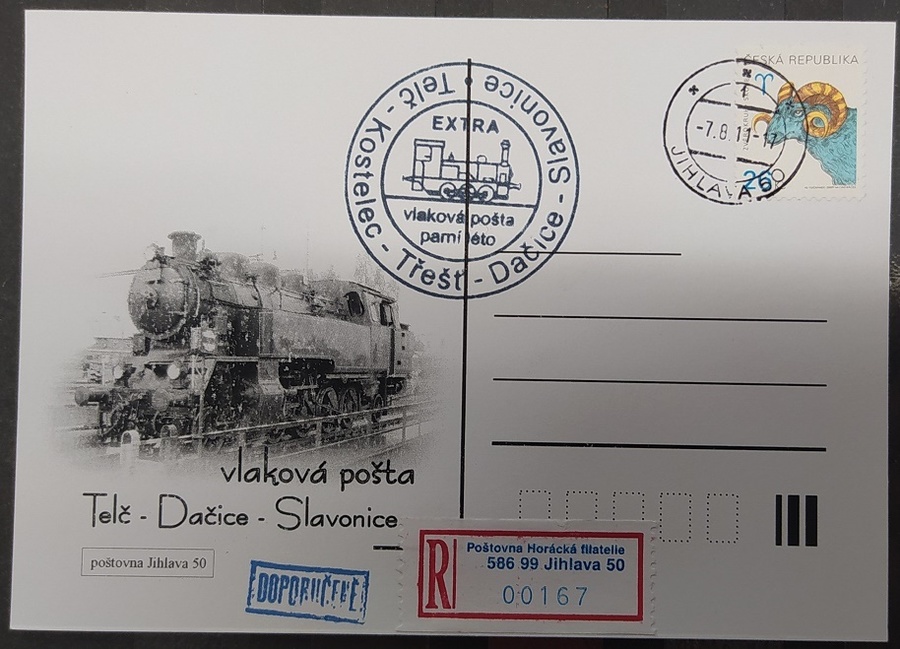 Telč - Kostelec - Třešť - Dačice - Slavonice
EXTRA
vlaková pošta
parní léto
ČESKÁ REPUBLIKA
26
-7.8.11-17
JIHLAVA 50
vlaková pošta
Telč - Dačice - Slavonice
poštovna Jihlava 50
DOPORUČENĚ
R
Poštovna Horácká filatelie
586 99 Jihlava 50
00167